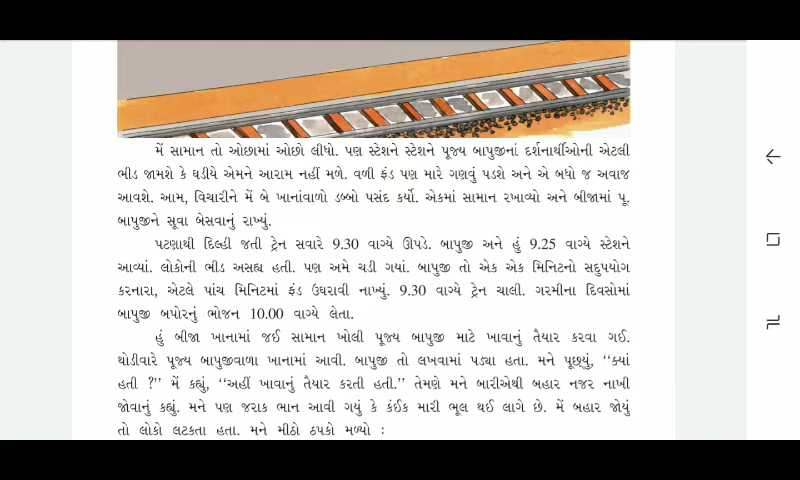 મેં સામાન તો ઓછામાં ઓછો લીધો. પણ સ્ટેશને સ્ટેશને પૂજ્ય બાપુજીનાં દર્શનાર્થીઓની એટલી
ભીડ જામશે કે ઘડીયે એમને આરામ નહીં મળે. વળી ફંડ પણ મારે ગણવું પડશે અને એ બધો જ અવાજ
આવશે. આમ, વિચારીને મેં બે ખાનાંવાળો ડબ્બો પસંદ કર્યો. એકમાં સામાન રખાવ્યો અને બીજામાં પૂ.
બાપુજીને સૂવા બેસવાનું રાખ્યું.
પટણાથી દિલ્હી જતી ટ્રેન સવારે 9.30 વાગ્યે ઊપડે. બાપુજી અને હું 9.25 વાગ્યે સ્ટેશને
આવ્યાં. લોકોની ભીડ અસહ્ય હતી. પણ અમે ચડી ગયાં. બાપુજી તો એક એક મિનિટનો સદુપયોગ
કરનારા, એટલે પાંચ મિનિટમાં ફંડ ઉઘરાવી નાખ્યું. 9.30 વાગ્યે ટ્રેન ચાલી. ગરમીના દિવસોમાં
બાપુજી બપોરનું ભોજન 10.00 વાગ્યે લેતા.
હું બીજા ખાનામાં જઈ સામાન ખોલી પૂજ્ય બાપુજી માટે ખાવાનું તૈયાર કરવા ગઈ.
થોડીવારે પૂજ્ય બાપુજીવાળા ખાનામાં આવી. બાપુજી તો લખવામાં પડ્યા હતા. મને પૂછ્યું, “ક્યાં
હતી ?” મેં કહ્યું, “અહીં ખાવાનું તૈયાર કરતી હતી.” તેમણે મને બારીએથી બહાર નજર નાખી
જોવાનું કહ્યું. મને પણ જરાક ભાન આવી ગયું કે કંઈક મારી ભૂલ થઈ લાગે છે. મેં બહાર જોયું
તો લોકો લટકતા હતા. મને મીઠો ઠપકો મળ્યો :